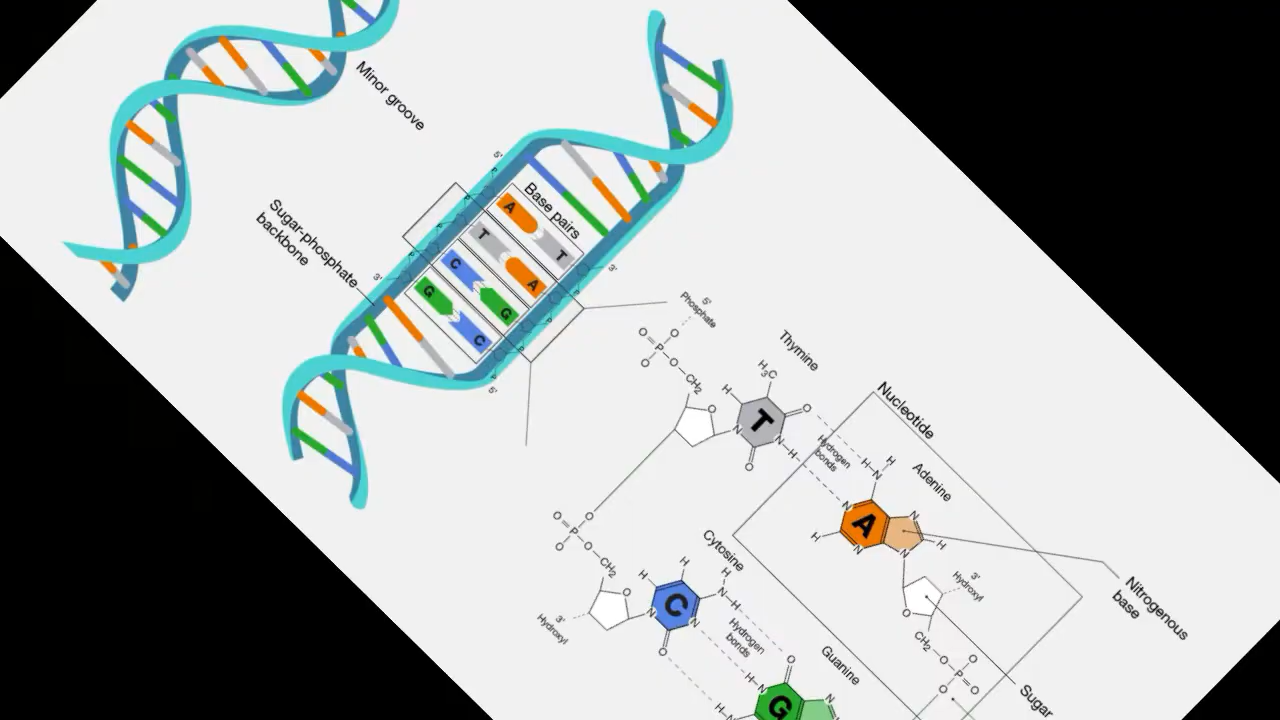 Minor groove
Sugar-phosphate
backbone
Base pairs
5'
3'
A
T
T
A
C
G
G
C
3'
5'
5'
Phosphate
Thymine
H₃C
H
O
O
P
O
O
O
CH₂
O
T
N
N
H
O
O
Hydrogen
bonds
Nucleotide
Adenine
H
H
N
N
A
N
H
N
N
H
Nitrogenous
base
3'
Hydroxyl
O
CH₂
O
P
O
O
O
Sugar
Cytosine
H
H
H
N
H
C
N
N
O
O
P
O
O
O
CH₂
O
3'
Hydroxyl
Hydrogen
bonds
Guanine
O
H
N
G
N
H
N